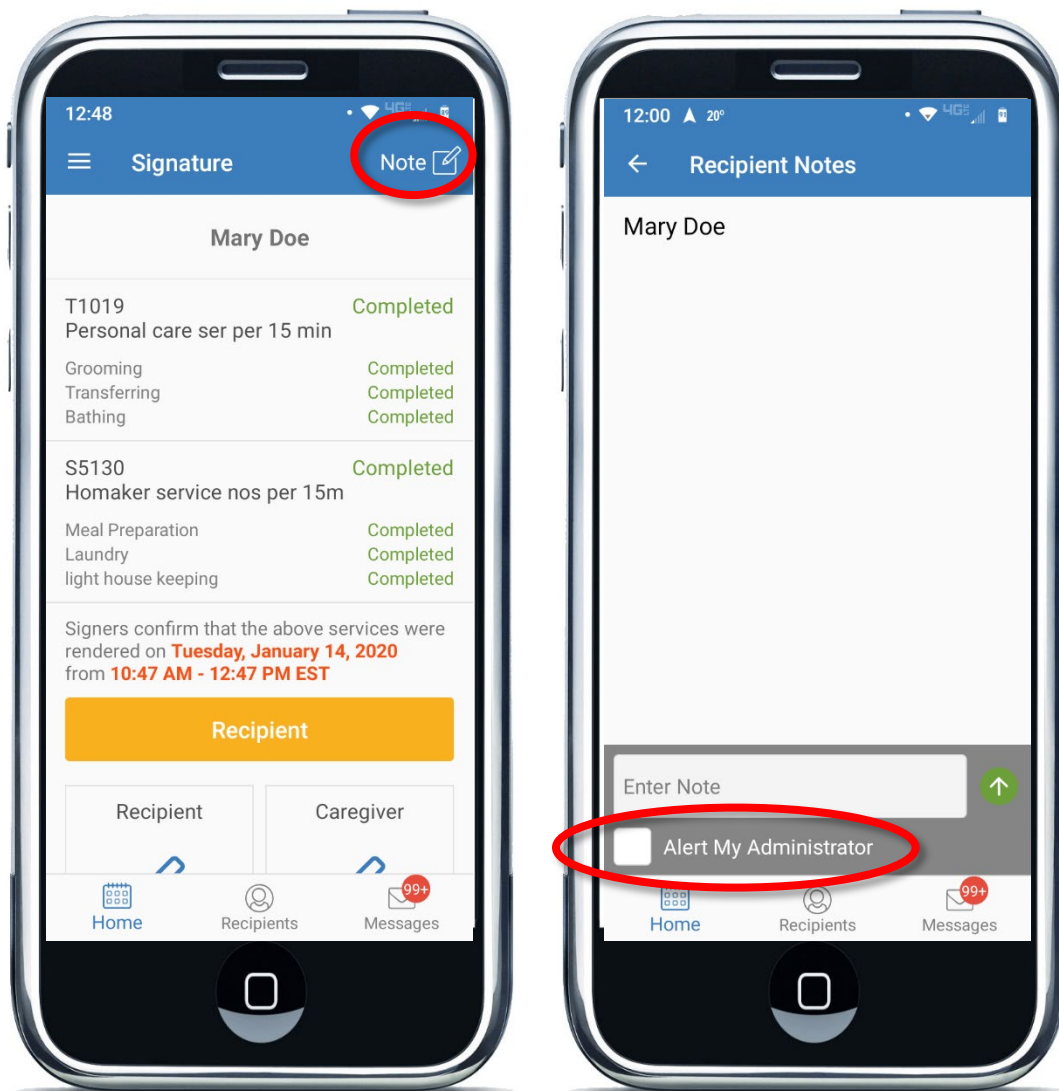 12:48 4G
Signature Note
Mary Doe
T1019 Completed
Personal care ser per 15 min
Grooming Completed
Transferring Completed
Bathing Completed
S5130 Completed
Homaker service nos per 15m
Meal Preparation Completed
Laundry Completed
light house keeping Completed
Signers confirm that the above services were
rendered on Tuesday, January 14, 2020
from 10:47 AM - 12:47 PM EST
Recipient
Recipient Caregiver
99+
Home Recipients Messages
12:00 20° 4G
Recipient Notes
Mary Doe
Enter Note
Alert My Administrator
99+
Home Recipients Messages